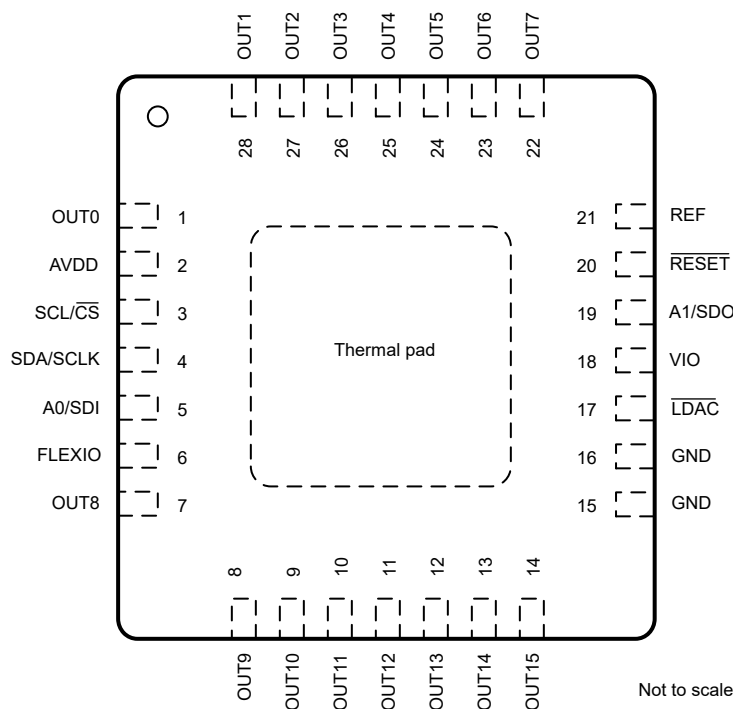 OUT1
OUT2
OUT3
OUT4
OUT5
OUT6
OUT7
28
27
26
25
24
23
22
OUT0 1
AVDD 2
SCL/C̅S̅ 3
SDA/SCLK 4
A0/SDI 5
FLEXIO 6
OUT8 7
Thermal pad
21 REF
20 R̅E̅S̅E̅T̅
19 A1/SDO
18 VIO
17 L̅D̅A̅C̅
16 GND
15 GND
8
9
10
11
12
13
14
OUT9
OUT10
OUT11
OUT12
OUT13
OUT14
OUT15
Not to scale